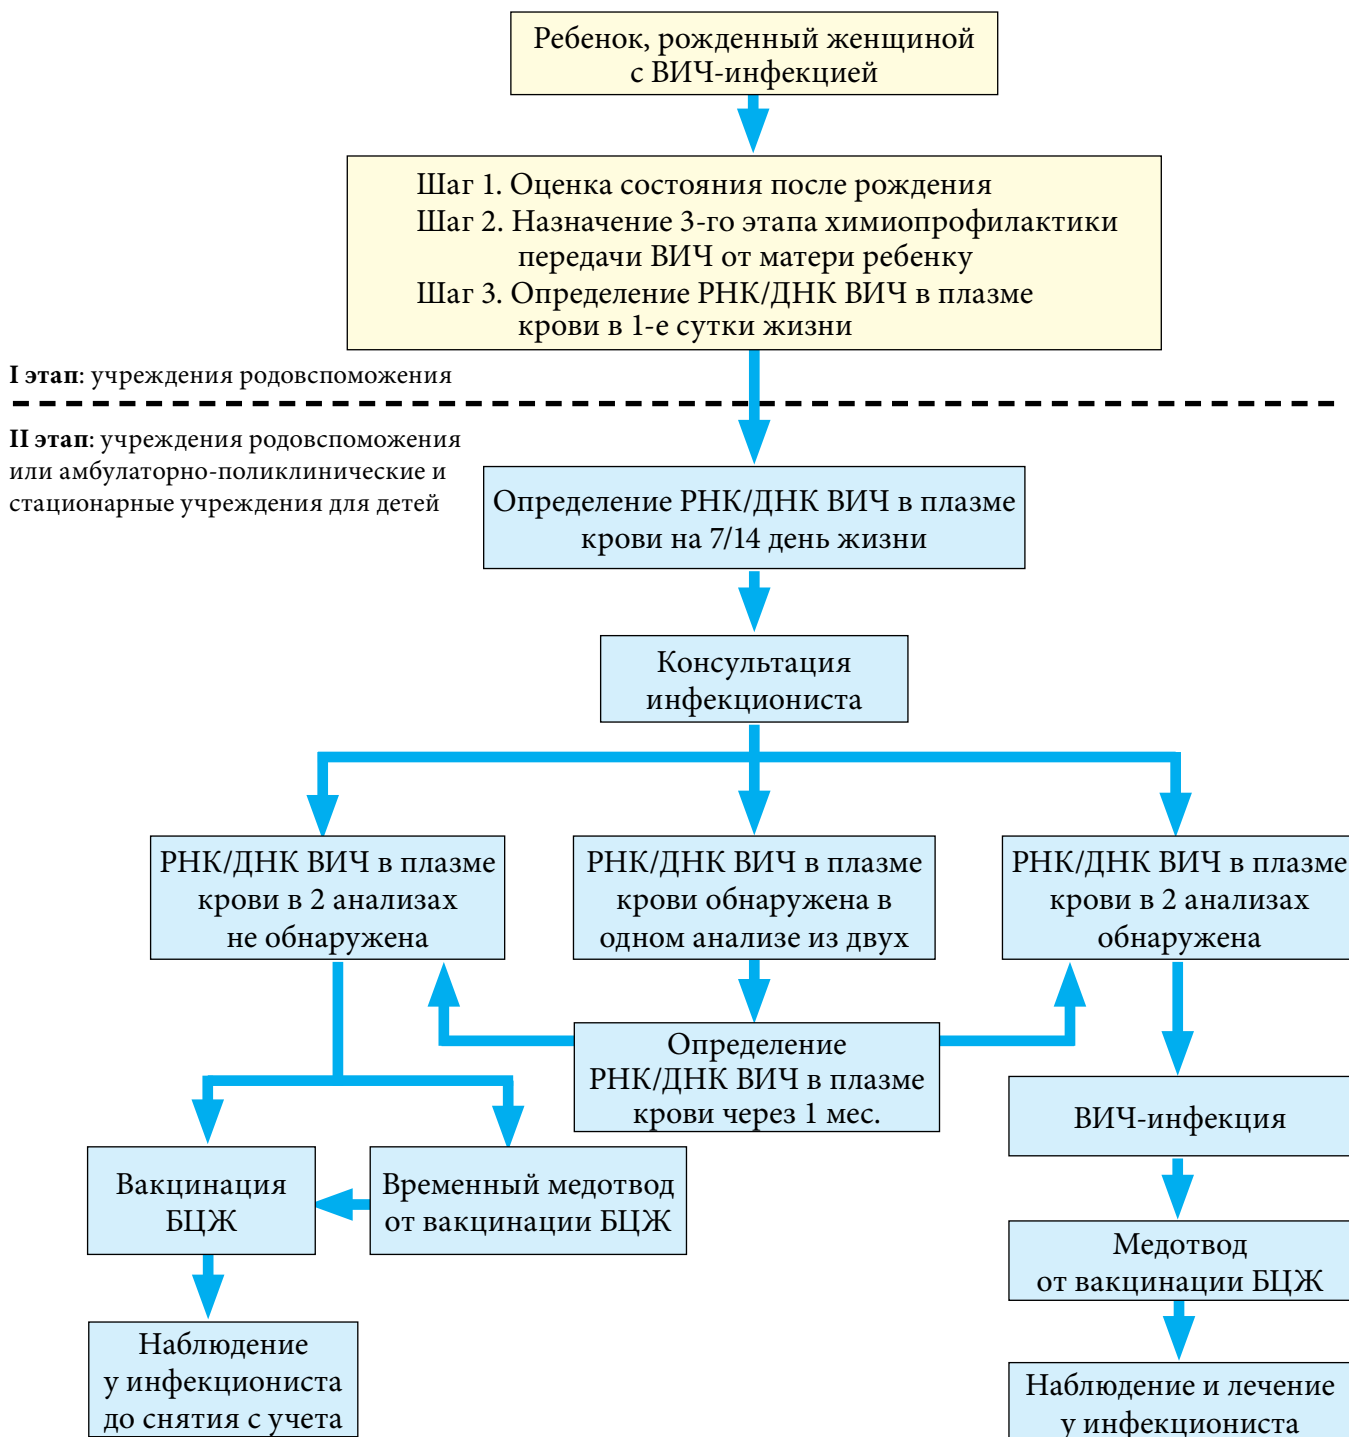 Ребенок, рожденный женщиной
с ВИЧ-инфекцией
Шаг 1. Оценка состояния после рождения
Шаг 2. Назначение 3-го этапа химиопрофилактики
передачи ВИЧ от матери ребенку
Шаг 3. Определение РНК/ДНК ВИЧ в плазме
крови в 1-е сутки жизни
I этап: учреждения родовспоможения
II этап: учреждения родовспоможения
или амбулаторно-поликлинические и
стационарные учреждения для детей
Определение РНК/ДНК ВИЧ в плазме
крови на 7/14 день жизни
Консультация
инфекциониста
РНК/ДНК ВИЧ в плазме
крови в 2 анализах
не обнаружена
РНК/ДНК ВИЧ в плазме
крови обнаружена в
одном анализе из двух
РНК/ДНК ВИЧ в плазме
крови в 2 анализах
обнаружена
Определение
РНК/ДНК ВИЧ в плазме
крови через 1 мес.
ВИЧ-инфекция
Вакцинация
БЦЖ
Временный медотвод
от вакцинации БЦЖ
Медотвод
от вакцинации БЦЖ
Наблюдение
у инфекциониста
до снятия с учета
Наблюдение и лечение
у инфекциониста